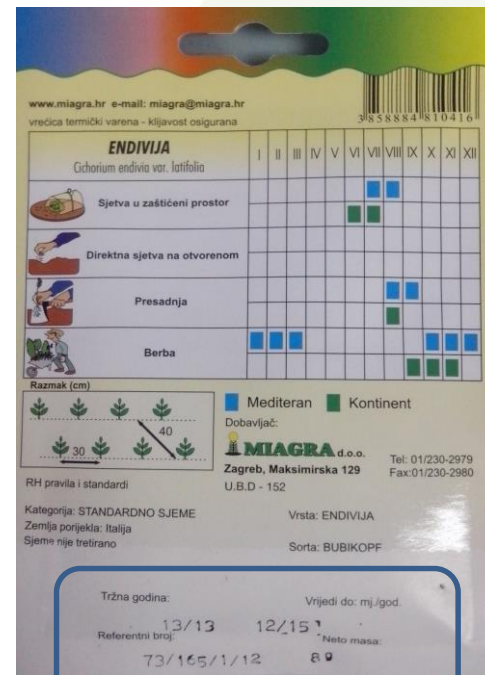 www.miagra.hr e-mail: miagra@miagra.hr
vrećica termički varena - klijavost osigurana
3 858884 810416
ENDIVIJA
Cichorium endivia var. latifolia
I II III IV V VI VII VIII IX X XI XII
Sjetva u zaštićeni prostor
Direktna sjetva na otvorenom
Presadnja
Berba
Razmak (cm)
40
30
Mediteran Kontinent
Dobavljač:
MIAGRA d.o.o.
Zagreb, Maksimirska 129
U.B.D - 152
Tel: 01/230-2979
Fax:01/230-2980
RH pravila i standardi
Kategorija: STANDARDNO SJEME
Zemlja porijekla: Italija
Sjeme nije tretirano
Vrsta: ENDIVIJA
Sorta: BUBIKOPF
Tržna godina: Vrijedi do: mj./god.
13/13 12/15
Referentni broj: Neto masa:
73/165/1/12 8g